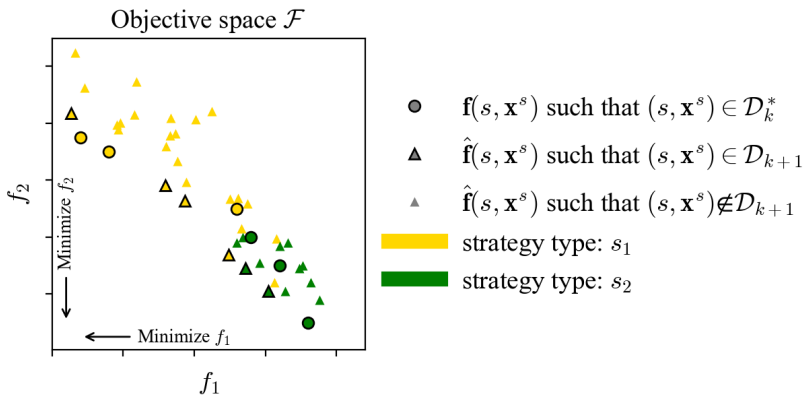 Objective space 𝓕
f₂
Minimize f₂
Minimize f₁
f₁
𝐟(s, 𝐱ˢ) such that (s, 𝐱ˢ) ∈ 𝓓*ₖ
𝐟̂(s, 𝐱ˢ) such that (s, 𝐱ˢ) ∈ 𝓓ₖ₊₁
𝐟̂(s, 𝐱ˢ) such that (s, 𝐱ˢ)∉𝓓ₖ₊₁
strategy type: s₁
strategy type: s₂